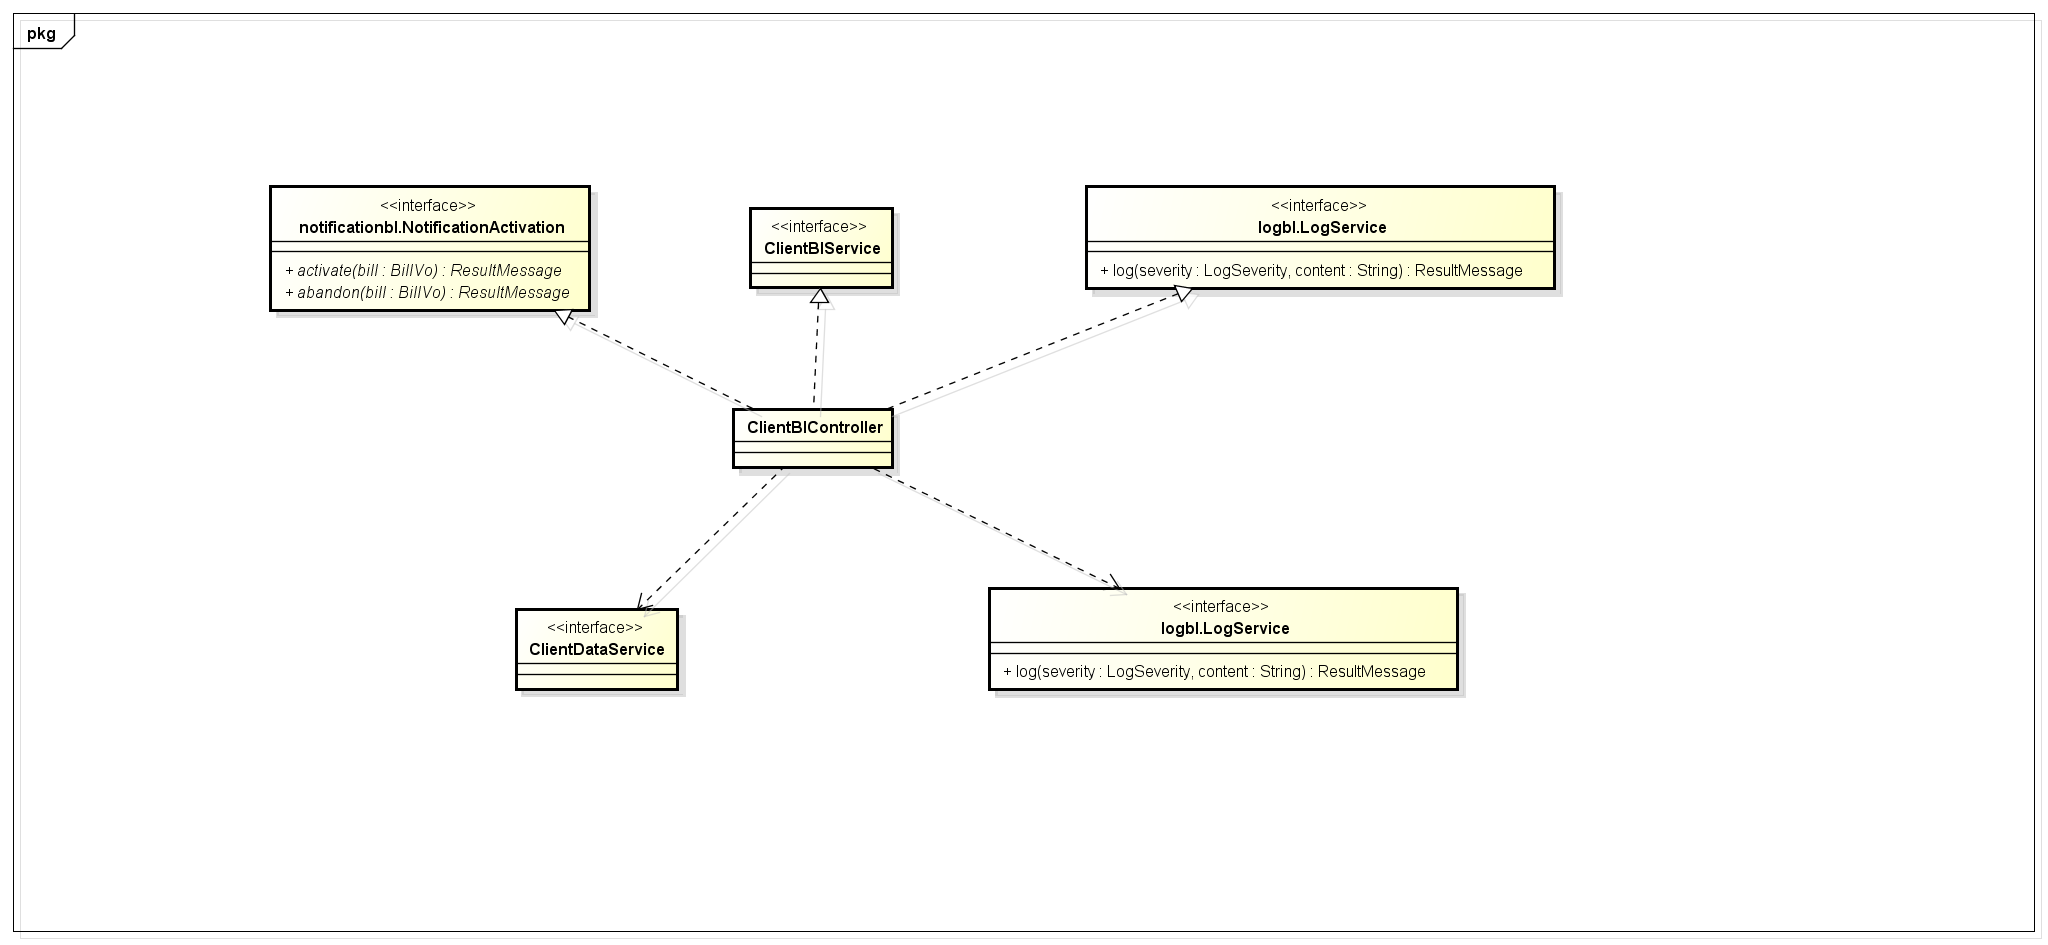 pkg
<<interface>>
notificationbl.NotificationActivation
+ activate(bill : BillVo) : ResultMessage
+ abandon(bill : BillVo) : ResultMessage
<<interface>>
ClientBlService
<<interface>>
logbl.LogService
+ log(severity : LogSeverity, content : String) : ResultMessage
ClientBlController
<<interface>>
ClientDataService
<<interface>>
logbl.LogService
+ log(severity : LogSeverity, content : String) : ResultMessage